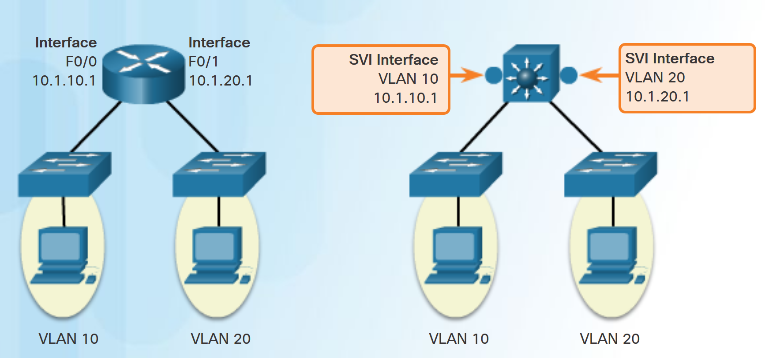 Interface
F0/0
10.1.10.1
Interface
F0/1
10.1.20.1
SVI Interface
VLAN 10
10.1.10.1
SVI Interface
VLAN 20
10.1.20.1
VLAN 10
VLAN 20
VLAN 10
VLAN 20